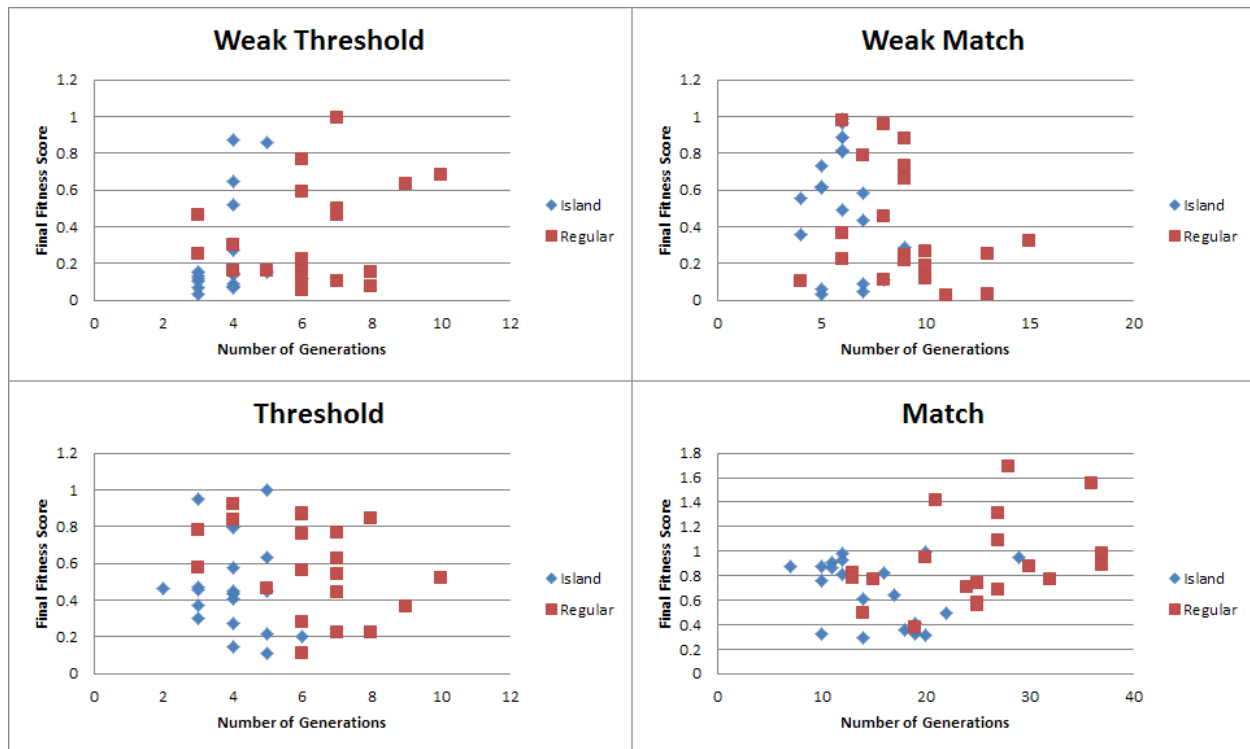 Weak Threshold
Final Fitness Score
1.2
1
0.8
0.6
0.4
0.2
0
0 2 4 6 8 10 12
Number of Generations
Island
Regular
Weak Match
Final Fitness Score
1.2
1
0.8
0.6
0.4
0.2
0
0 5 10 15 20
Number of Generations
Island
Regular
Threshold
Final Fitness Score
1.2
1
0.8
0.6
0.4
0.2
0
0 2 4 6 8 10 12
Number of Generations
Island
Regular
Match
Final Fitness Score
1.8
1.6
1.4
1.2
1
0.8
0.6
0.4
0.2
0
0 10 20 30 40
Number of Generations
Island
Regular